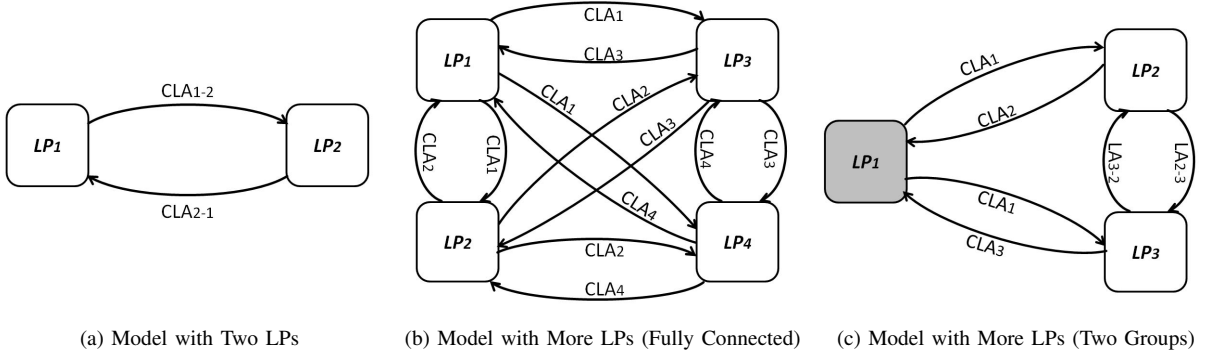 CLA1-2
LP1
LP2
CLA2-1
(a) Model with Two LPs
CLA1
LP1
LP3
CLA3
CLA1
CLA2
CLA2
CLA1
CLA3
CLA4
CLA3
CLA4
LP2
LP4
CLA2
CLA4
(b) Model with More LPs (Fully Connected)
CLA1
LP2
CLA2
LP1
LA3-2
LA2-3
CLA1
CLA3
LP3
(c) Model with More LPs (Two Groups)